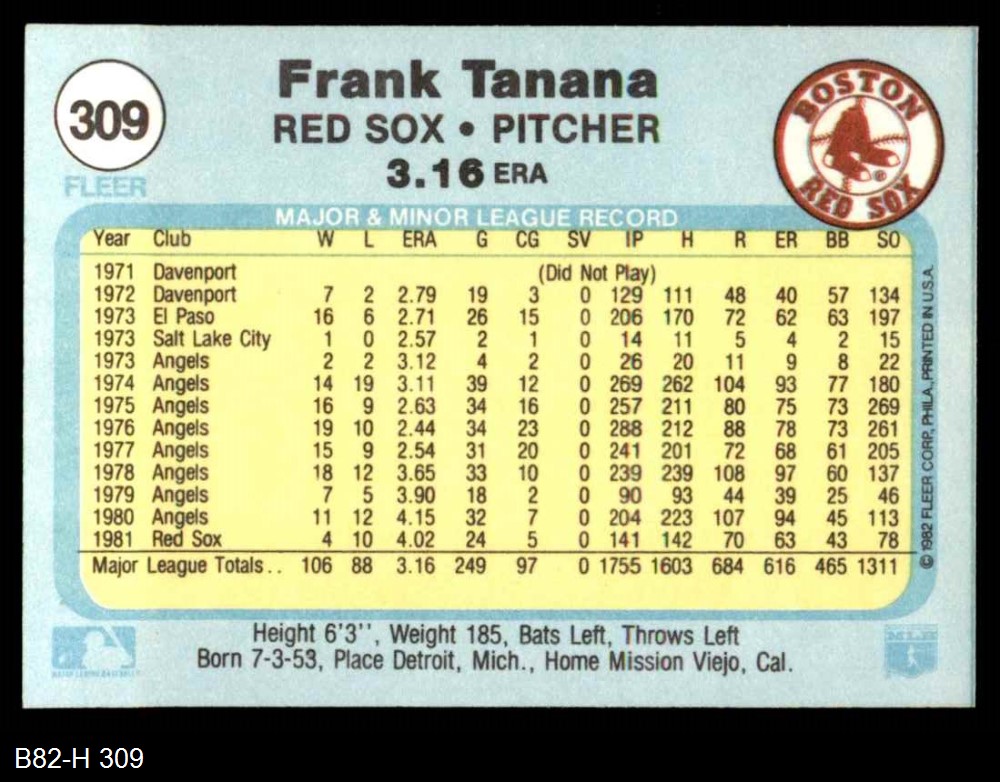 309
FLEER
Frank Tanana
RED SOX • PITCHER
3.16 ERA
BOSTON
RED SOX
©
MAJOR & MINOR LEAGUE RECORD
Year Club W L ERA G CG SV IP H R ER BB SO
1971 Davenport (Did Not Play)
1972 Davenport 7 2 2.79 19 3 0 129 111 48 40 57 134
1973 El Paso 16 6 2.71 26 15 0 206 170 72 62 63 197
1973 Salt Lake City 1 0 2.57 2 1 0 14 11 5 4 2 15
1973 Angels 2 2 3.12 4 2 0 26 20 11 9 8 22
1974 Angels 14 19 3.11 39 12 0 269 262 104 93 77 180
1975 Angels 16 9 2.63 34 16 0 257 211 80 75 73 269
1976 Angels 19 10 2.44 34 23 0 288 212 88 78 73 261
1977 Angels 15 9 2.54 31 20 0 241 201 72 68 61 205
1978 Angels 18 12 3.65 33 10 0 239 239 108 97 60 137
1979 Angels 7 5 3.90 18 2 0 90 93 44 39 25 46
1980 Angels 11 12 4.15 32 7 0 204 223 107 94 45 113
1981 Red Sox 4 10 4.02 24 5 0 141 142 70 63 43 78
Major League Totals.. 106 88 3.16 249 97 0 1755 1603 684 616 465 1311
© 1982 FLEER CORP., PHILA., PRINTED IN U.S.A.
Height 6'3'', Weight 185, Bats Left, Throws Left
Born 7-3-53, Place Detroit, Mich., Home Mission Viejo, Cal.
MAJOR LEAGUE BASEBALL
B82-H 309